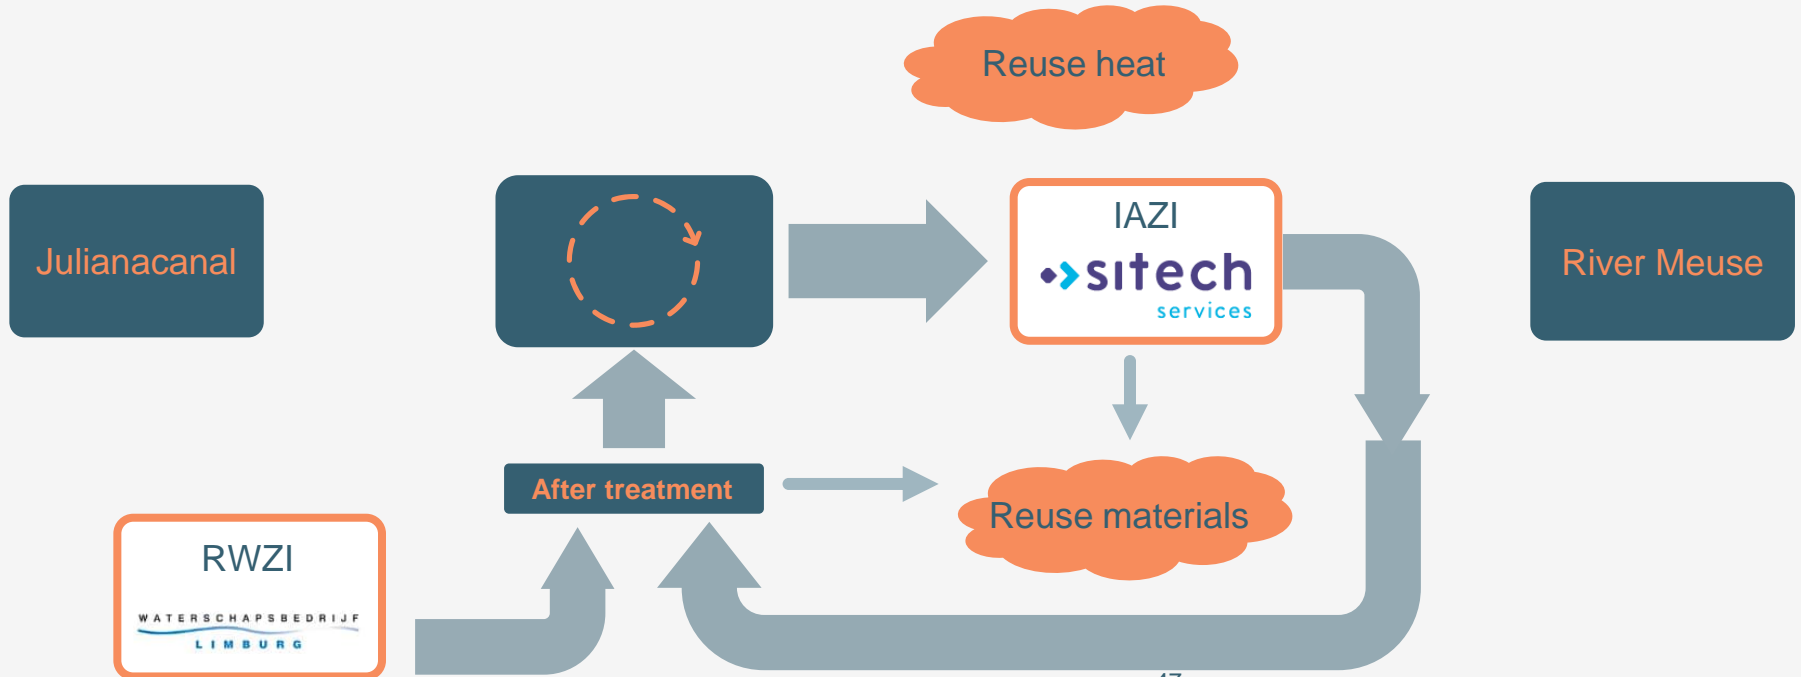 Reuse heat
Julianacanal
IAZI
sitech
services
River Meuse
After treatment
Reuse materials
RWZI
WATERSCHAPSBEDRIJF
LIMBURG